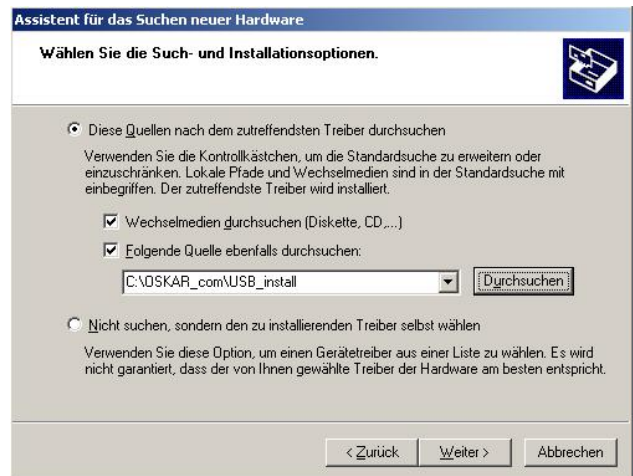 Assistent für das Suchen neuer Hardware
Wählen Sie die Such- und Installationsoptionen.
Diese Quellen nach dem zutreffendsten Treiber durchsuchen
Verwenden Sie die Kontrollkästchen, um die Standardsuche zu erweitern oder
einzuschränken. Lokale Pfade und Wechselmedien sind in der Standardsuche mit
einbegriffen. Der zutreffendste Treiber wird installiert.
Wechselmedien durchsuchen (Diskette, CD,...)
Folgende Quelle ebenfalls durchsuchen:
C:\OSKAR_com\USB_install
Durchsuchen
Nicht suchen, sondern den zu installierenden Treiber selbst wählen
Verwenden Sie diese Option, um einen Gerätetreiber aus einer Liste zu wählen. Es wird
nicht garantiert, dass der von Ihnen gewählte Treiber der Hardware am besten entspricht.
< Zurück Weiter > Abbrechen